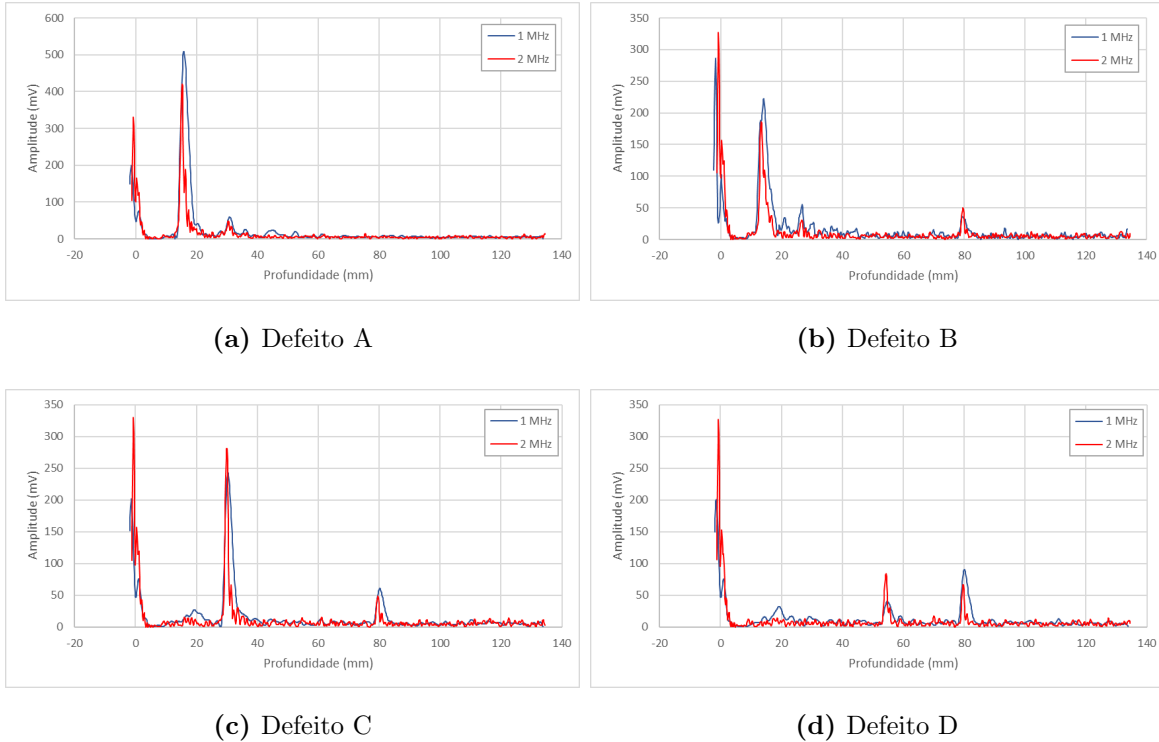 600
500
400
300
200
100
0
-20 0 20 40 60 80 100 120 140
Amplitude (mV)
Profundidade (mm)
1 MHz
2 MHz
(a) Defeito A
350
300
250
200
150
100
50
0
-20 0 20 40 60 80 100 120 140
Amplitude (mV)
Profundidade (mm)
1 MHz
2 MHz
(b) Defeito B
350
300
250
200
150
100
50
0
-20 0 20 40 60 80 100 120 140
Amplitude (mV)
Profundidade (mm)
1 MHz
2 MHz
(c) Defeito C
350
300
250
200
150
100
50
0
-20 0 20 40 60 80 100 120 140
Amplitude (mV)
Profundidade (mm)
1 MHz
2 MHz
(d) Defeito D